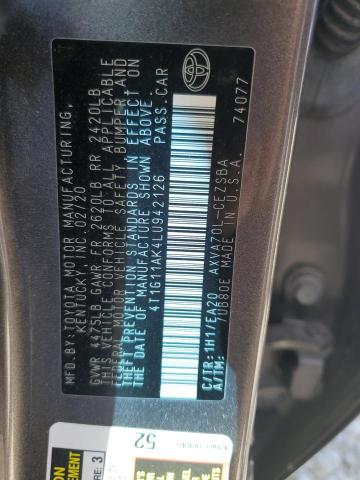 MFD. BY: TOYOTA MOTOR MANUFACTURING,
KENTUCKY, INC. 02/20
GVWR 4475LB GAWR FR 2620LB RR 2420LB
THIS VEHICLE CONFORMS TO ALL APPLICABLE
FEDERAL MOTOR VEHICLE SAFETY, BUMPER AND
THEFT PREVENTION STANDARDS IN EFFECT ON
THE DATE OF MANUFACTURE SHOWN ABOVE.
4T1G11AK4LU942126 PASS.CAR
C/TR: 1H1/EA20 AXVA70L-CEZSBA
A/TM: 7U680E MADE IN U.S.A. 74077
TOYOTA
52